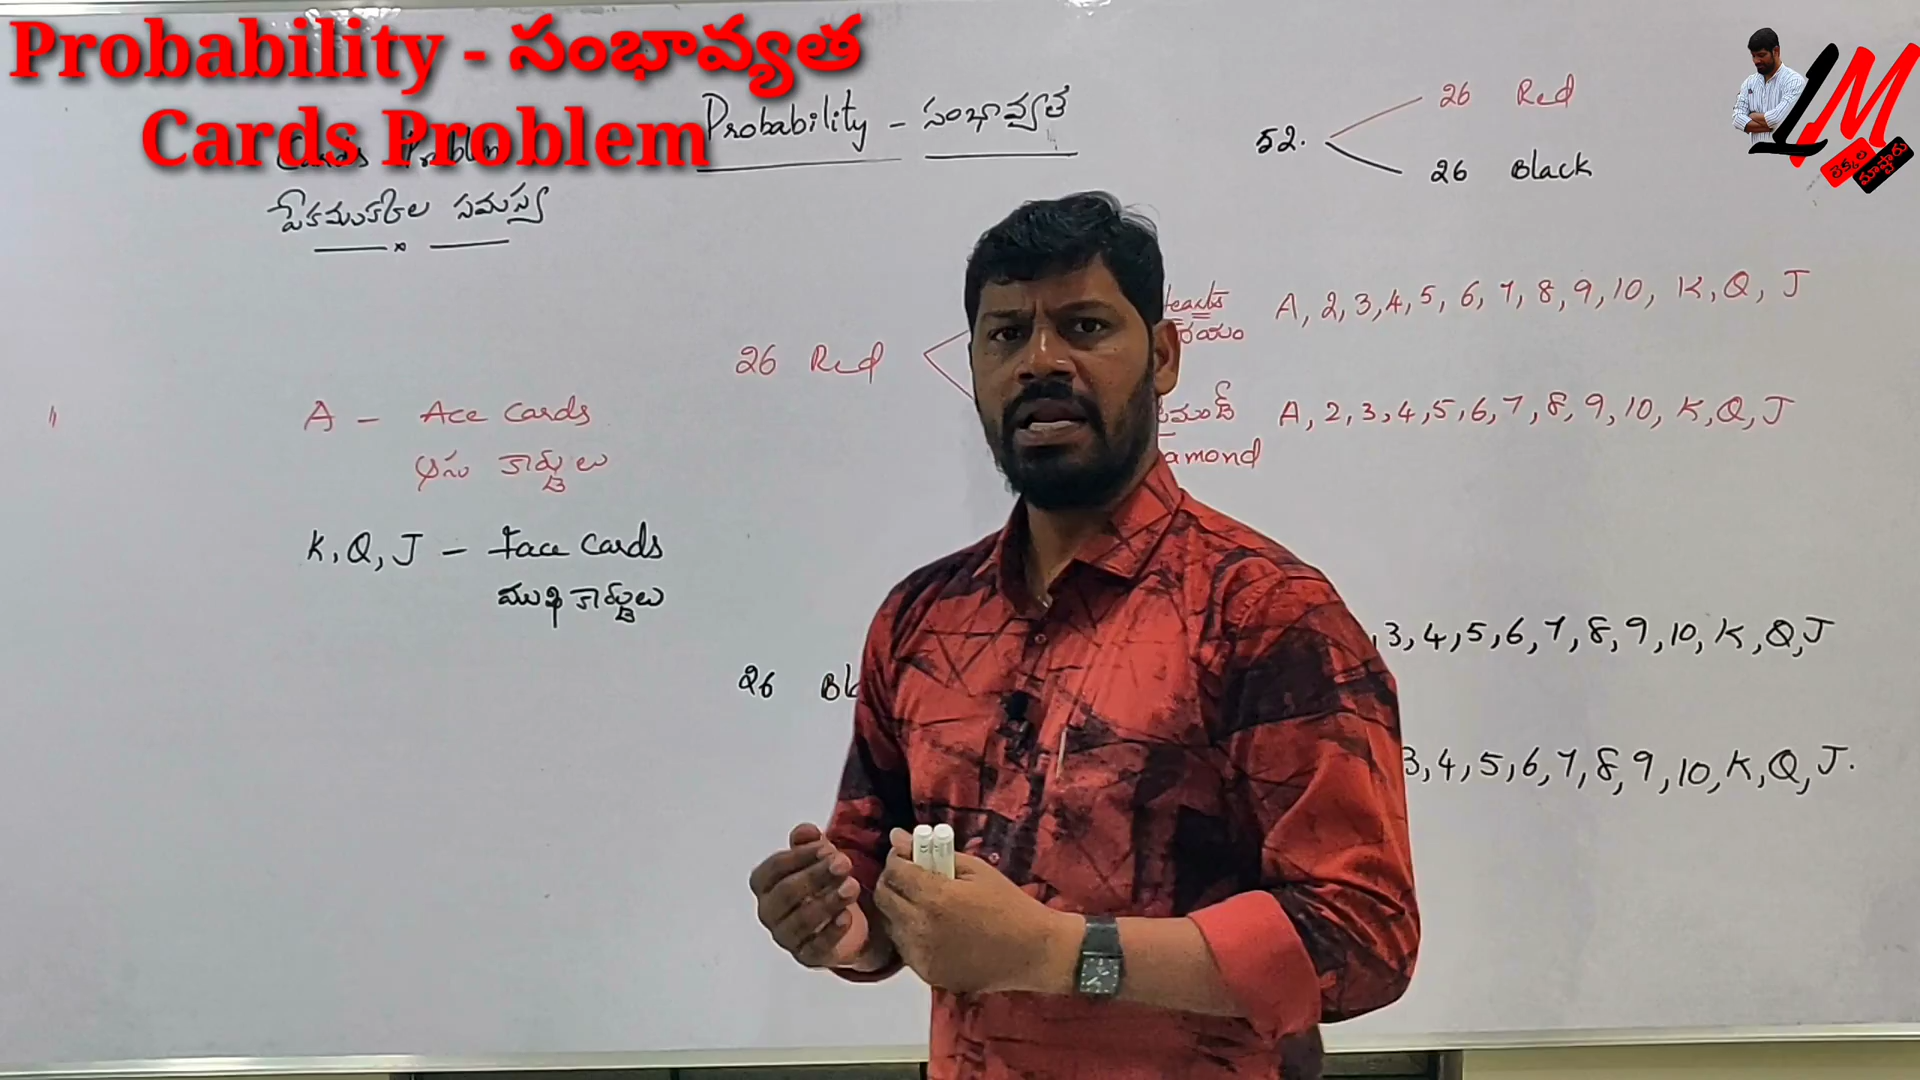 Probability - సంభావ్యత
Cards Problem
Probability - సంభావ్యత
పేకముక్కల సమస్య
52.
26 Red
26 Black
LM
లెక్కల
మాష్టారు
26 Red
A, 2, 3, 4, 5, 6, 7, 8, 9, 10, K, Q, J
A, 2, 3, 4, 5, 6, 7, 8, 9, 10, K, Q, J
A - Ace Cards
ఆసు కార్డులు
K, Q, J - Face Cards
ముఖ కార్డులు
26
, 3, 4, 5, 6, 7, 8, 9, 10, K, Q, J
3, 4, 5, 6, 7, 8, 9, 10, K, Q, J.